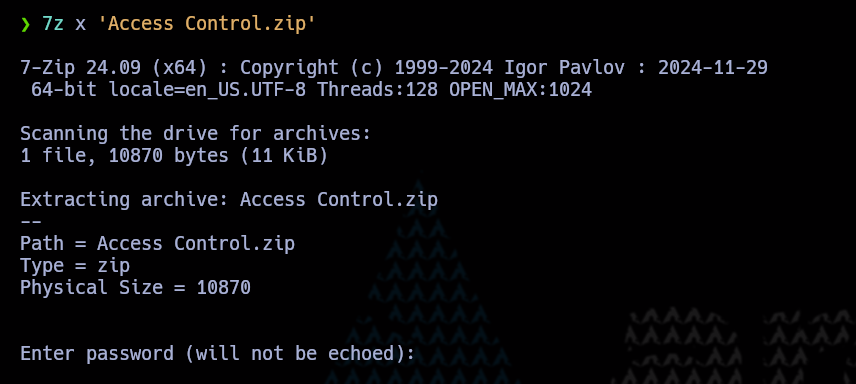 ❯ 7z x 'Access Control.zip'
7-Zip 24.09 (x64) : Copyright (c) 1999-2024 Igor Pavlov : 2024-11-29
64-bit locale=en_US.UTF-8 Threads:128 OPEN_MAX:1024
Scanning the drive for archives:
1 file, 10870 bytes (11 KiB)
Extracting archive: Access Control.zip
--
Path = Access Control.zip
Type = zip
Physical Size = 10870
Enter password (will not be echoed):